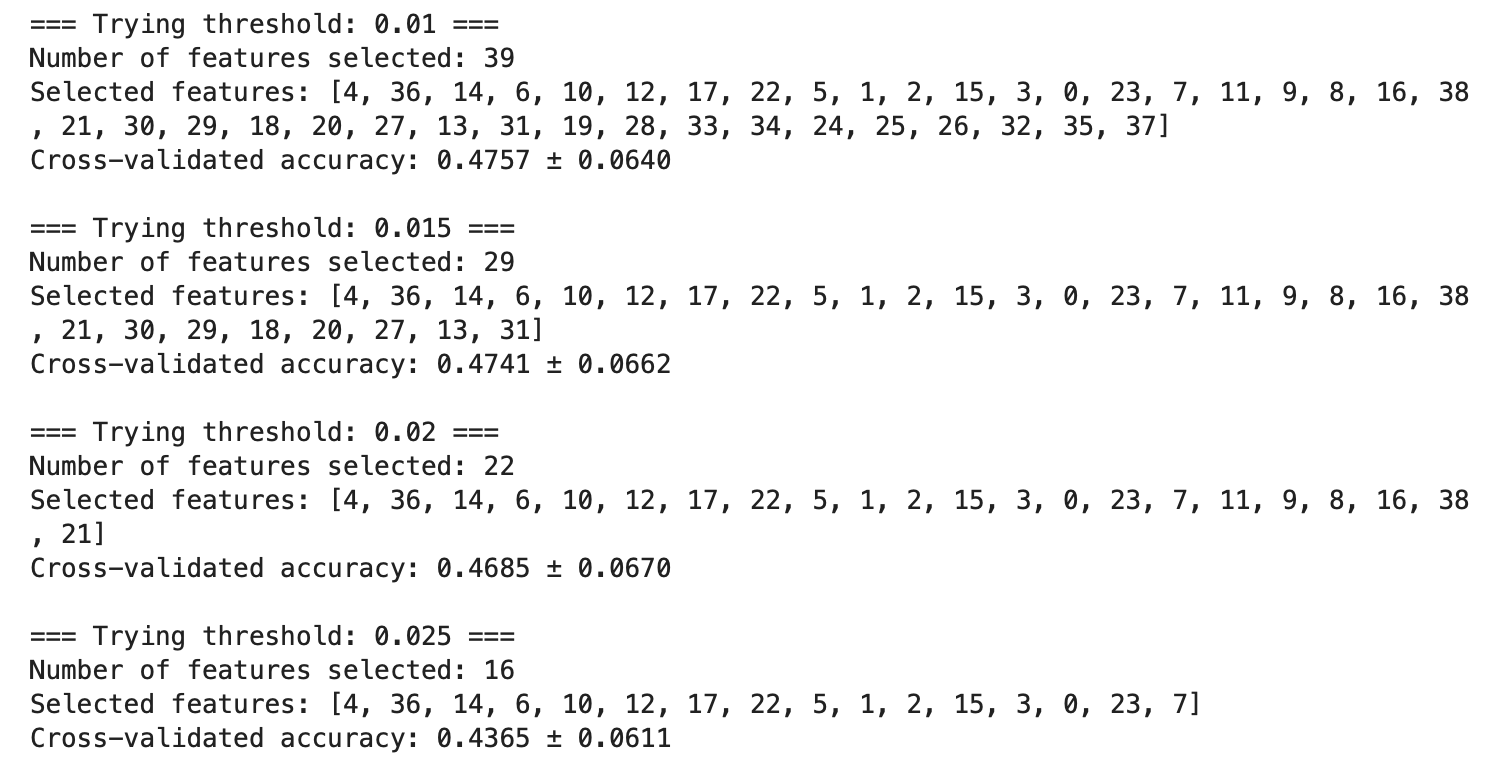 === Trying threshold: 0.01 ===
Number of features selected: 39
Selected features: [4, 36, 14, 6, 10, 12, 17, 22, 5, 1, 2, 15, 3, 0, 23, 7, 11, 9, 8, 16, 38
, 21, 30, 29, 18, 20, 27, 13, 31, 19, 28, 33, 34, 24, 25, 26, 32, 35, 37]
Cross-validated accuracy: 0.4757 ± 0.0640

=== Trying threshold: 0.015 ===
Number of features selected: 29
Selected features: [4, 36, 14, 6, 10, 12, 17, 22, 5, 1, 2, 15, 3, 0, 23, 7, 11, 9, 8, 16, 38
, 21, 30, 29, 18, 20, 27, 13, 31]
Cross-validated accuracy: 0.4741 ± 0.0662

=== Trying threshold: 0.02 ===
Number of features selected: 22
Selected features: [4, 36, 14, 6, 10, 12, 17, 22, 5, 1, 2, 15, 3, 0, 23, 7, 11, 9, 8, 16, 38
, 21]
Cross-validated accuracy: 0.4685 ± 0.0670

=== Trying threshold: 0.025 ===
Number of features selected: 16
Selected features: [4, 36, 14, 6, 10, 12, 17, 22, 5, 1, 2, 15, 3, 0, 23, 7]
Cross-validated accuracy: 0.4365 ± 0.0611